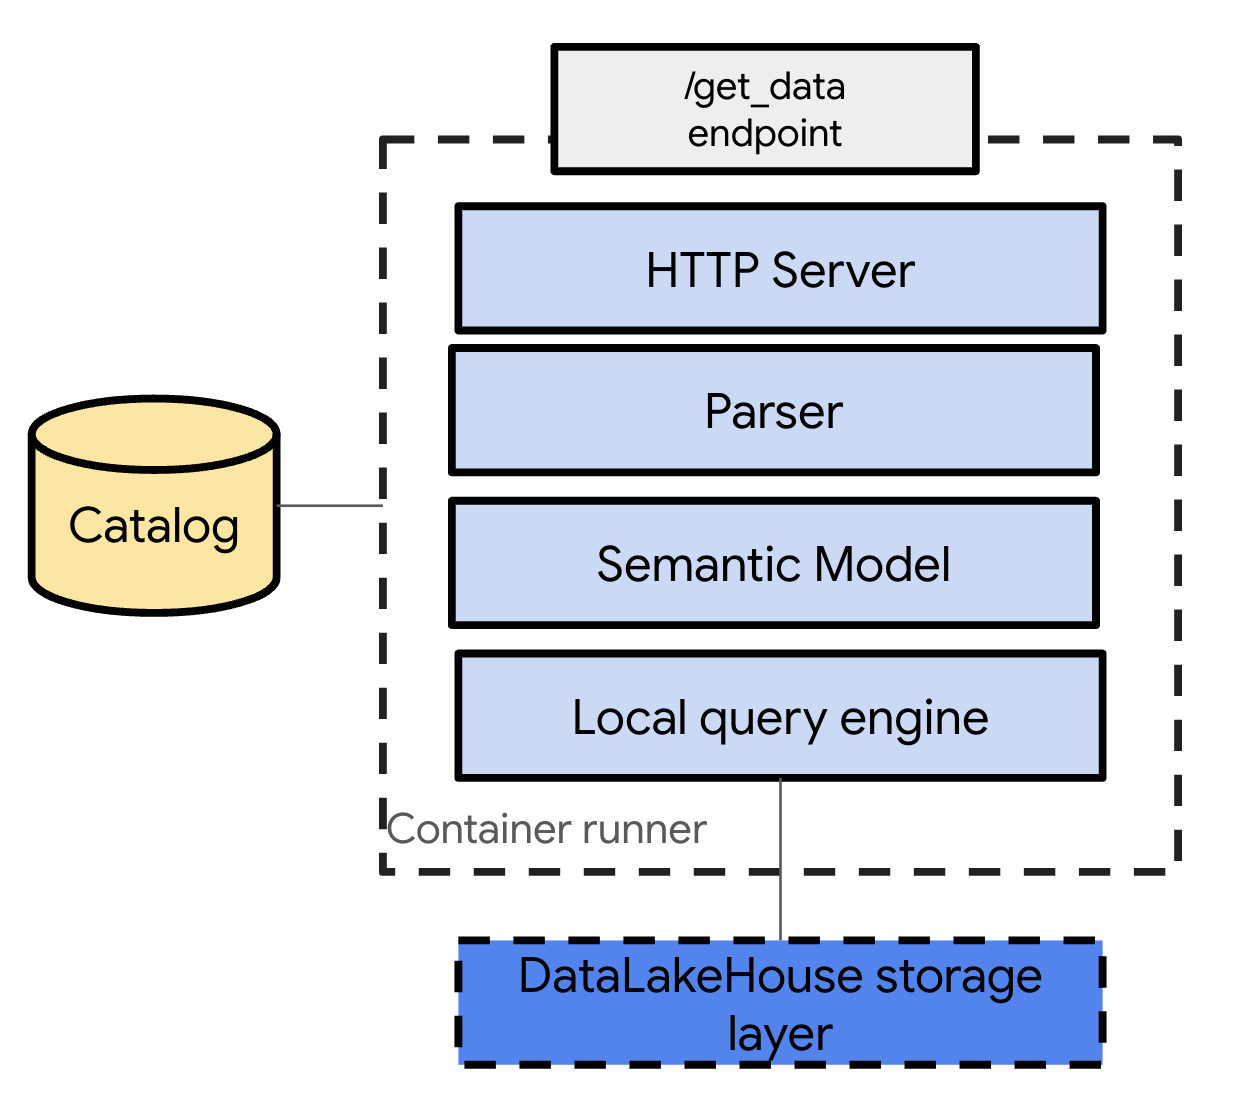 /get_data
endpoint
HTTP Server
Parser
Catalog
Semantic Model
Local query engine
Container runner
DataLakeHouse storage
layer